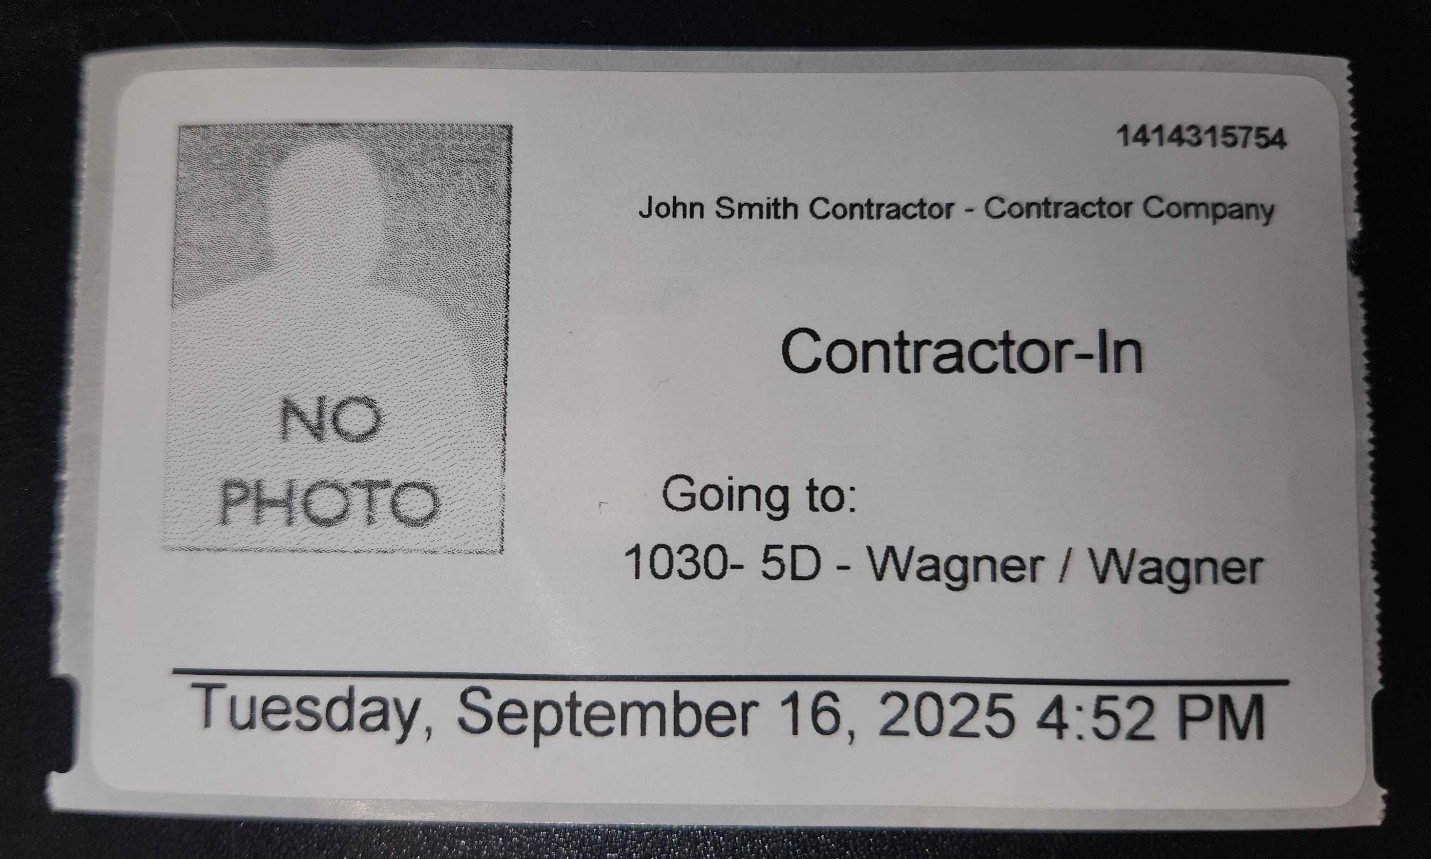 1414315754
John Smith Contractor - Contractor Company
Contractor-In
NO
PHOTO
Going to:
1030- 5D - Wagner / Wagner
Tuesday, September 16, 2025 4:52 PM